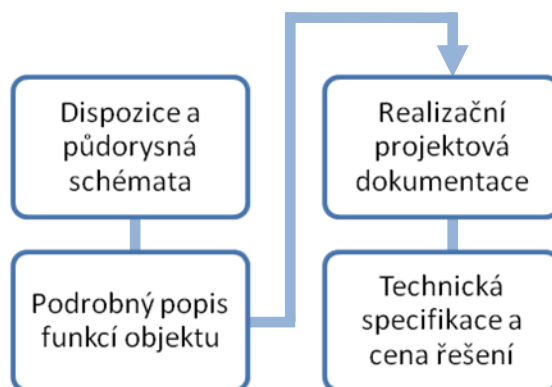 Dispozice a
půdorysná
schémata
Podrobný popis
funkcí objektu
Realizační
projektová
dokumentace
Technická
specifikace a
cena řešení